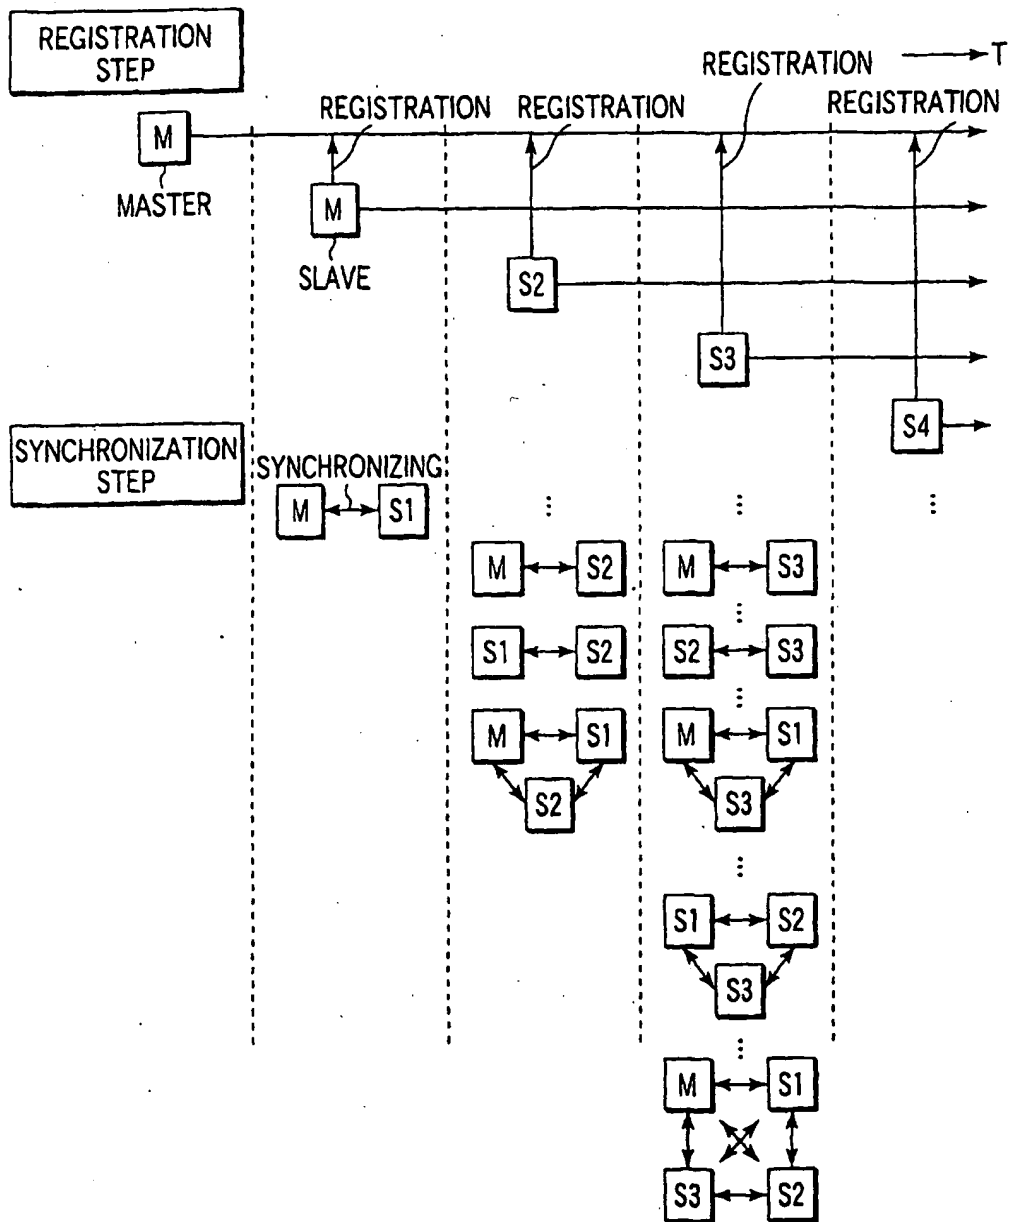 REGISTRATION
STEP
T
REGISTRATION
REGISTRATION
REGISTRATION
REGISTRATION
M
MASTER
M
SLAVE
S2
S3
S4
SYNCHRONIZATION
STEP
SYNCHRONIZING
M
S1
⋮
⋮
⋮
M
S2
M
S3
⋮
S1
S2
S2
S3
⋮
M
S1
M
S1
S2
S3
⋮
S1
S2
S3
⋮
M
S1
S3
S2